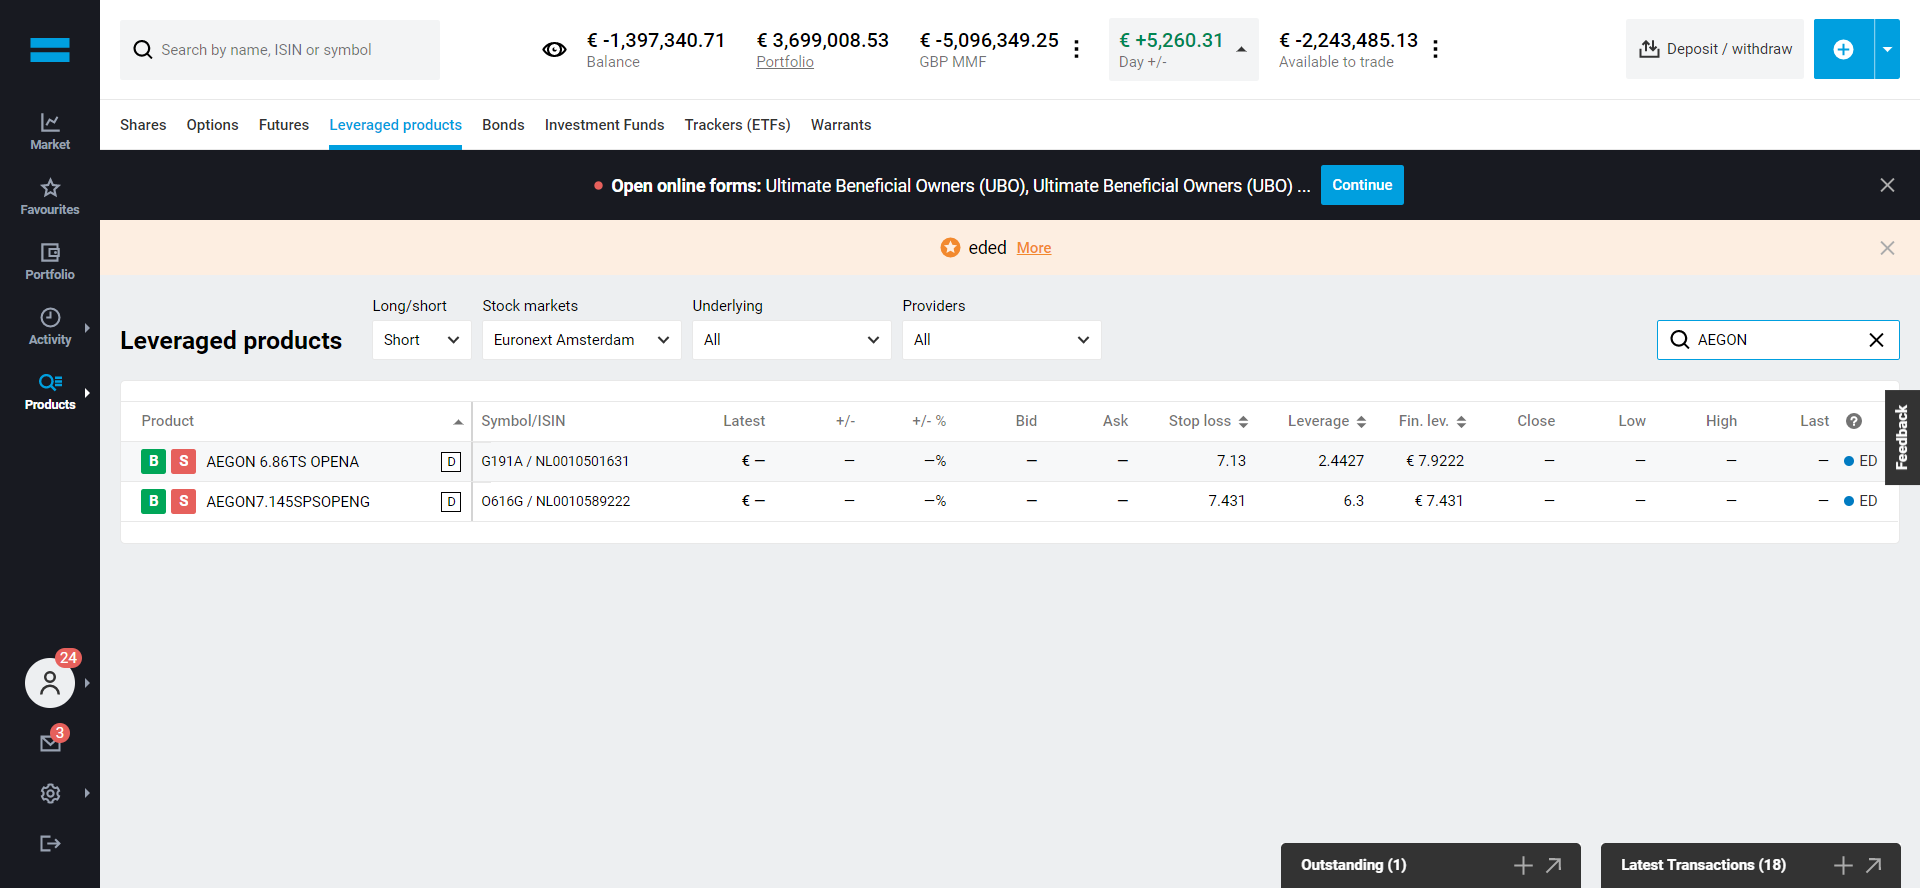 Search by name, ISIN or symbol
€ -1,397,340.71
Balance
€ 3,699,008.53
Portfolio
€ -5,096,349.25
GBP MMF
€ +5,260.31
Day +/-
€ -2,243,485.13
Available to trade
Deposit / withdraw
Market
Favourites
Portfolio
Activity
Products
24
3
Shares Options Futures Leveraged products Bonds Investment Funds Trackers (ETFs) Warrants
Open online forms: Ultimate Beneficial Owners (UBO), Ultimate Beneficial Owners (UBO) ... Continue
eded More
Leveraged products
Long/short
Short
Stock markets
Euronext Amsterdam
Underlying
All
Providers
All
AEGON
Product Symbol/ISIN Latest +/- +/- % Bid Ask Stop loss Leverage Fin. lev. Close Low High Last ?
B S AEGON 6.86TS OPENA D G191A / NL0010501631 € – – –% – – 7.13 2.4427 € 7.9222 – – – – ED
B S AEGON7.145SPSOPENG D O616G / NL0010589222 € – – –% – – 7.431 6.3 € 7.431 – – – – ED
Feedback
Outstanding (1)
Latest Transactions (18)